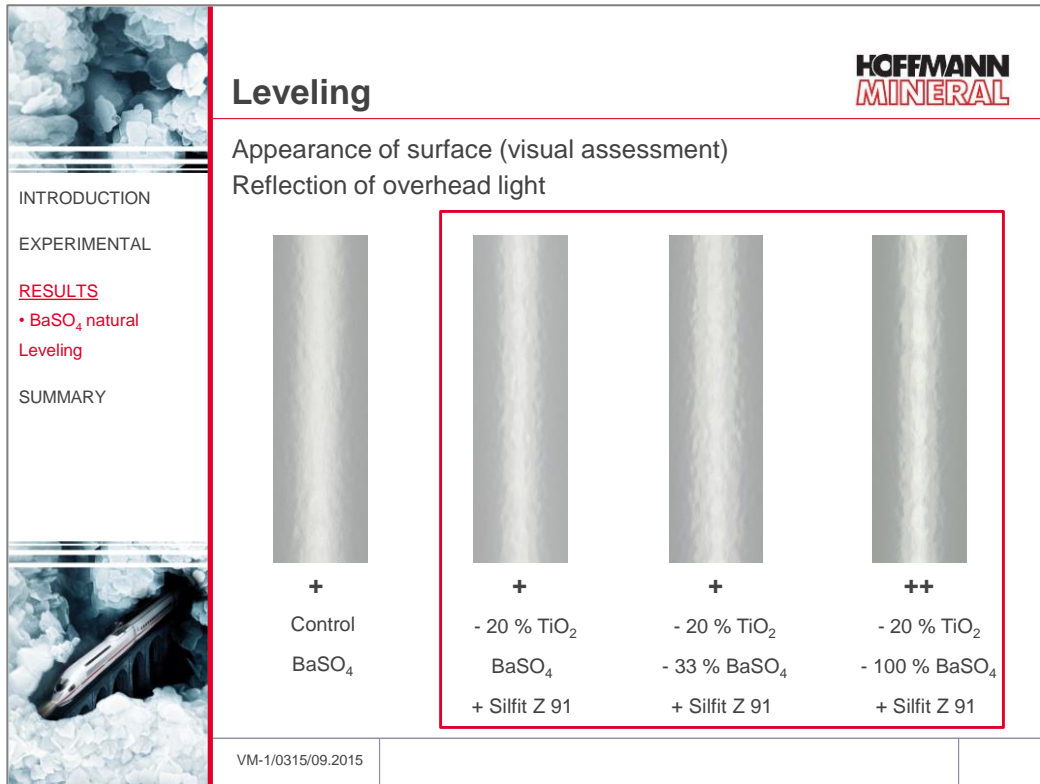 Leveling
HOFFMANN
MINERAL
Appearance of surface (visual assessment)
Reflection of overhead light
INTRODUCTION
EXPERIMENTAL
RESULTS
• BaSO₄ natural
Leveling
SUMMARY
+ + + ++
Control - 20 % TiO₂ - 20 % TiO₂ - 20 % TiO₂
BaSO₄ BaSO₄ - 33 % BaSO₄ - 100 % BaSO₄
+ Silfit Z 91 + Silfit Z 91 + Silfit Z 91
VM-1/0315/09.2015